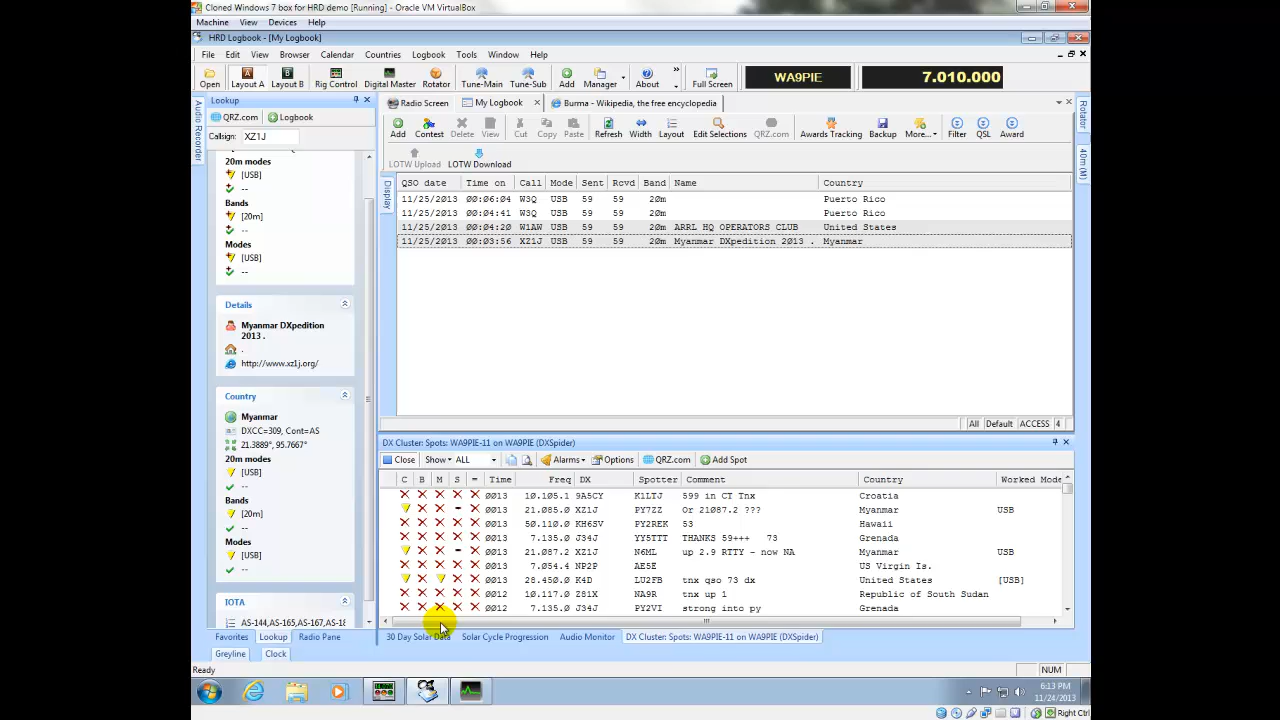 Cloned Windows 7 box for HRD demo [Running] - Oracle VM VirtualBox
Machine View Devices Help
HRD Logbook - [My Logbook]
File Edit View Browser Calendar Countries Logbook Tools Window Help
Open Layout A Layout B Rig Control Digital Master Rotator Tune-Main Tune-Sub Add Manager About Full Screen WA9PIE 7.010.000
Audio Recorder
Lookup
QRZ.com Logbook
Callsign: XZ1J
20m modes
[USB]
--
Bands
[20m]
--
Modes
[USB]
--
Details
Myanmar DXpedition
2013 .
.
http://www.xz1j.org/
Country
Myanmar
DXCC=309, Cont=AS
21.3889°, 95.7667°
20m modes
[USB]
--
Bands
[20m]
--
Modes
[USB]
--
IOTA
AS-144,AS-165,AS-167,AS-18
Favorites Lookup Radio Pane
Greyline Clock
Radio Screen My Logbook × Burma - Wikipedia, the free encyclopedia
Add Contest Delete View Cut Copy Paste Refresh Width Layout Edit Selections QRZ.com Awards Tracking Backup More... Filter QSL Award
LOTW Upload LOTW Download
Display
QSO date Time on Call Mode Sent Rcvd Band Name Country
11/25/2013 00:06:04 W3Q USB 59 59 20m Puerto Rico
11/25/2013 00:04:41 W3Q USB 59 59 20m Puerto Rico
11/25/2013 00:04:20 W1AW USB 59 59 20m ARRL HQ OPERATORS CLUB United States
11/25/2013 00:03:56 XZ1J USB 59 59 20m Myanmar DXpedition 2013 . Myanmar
All Default ACCESS 4
Rotator
40m (M)
DX Cluster: Spots: WA9PIE-11 on WA9PIE (DXSpider)
Close Show ALL Alarms Options QRZ.com Add Spot
C B M S = Time Freq DX Spotter Comment Country Worked Mode
0013 10.105.1 9A5CY K1LTJ 599 in CT Tnx Croatia
0013 21.085.0 XZ1J PY7ZZ Or 21087.2 ??? Myanmar USB
0013 50.110.0 KH6SV PY2REK 53 Hawaii
0013 7.135.0 J34J YY5TTT THANKS 59+++ 73 Grenada
0013 21.087.2 XZ1J N6ML up 2.9 RTTY - now NA Myanmar USB
0013 7.054.4 NP2P AE5E US Virgin Is.
0013 28.450.0 K4D LU2FB tnx qso 73 dx United States [USB]
0012 10.117.0 Z81X NA9R tnx up 1 Republic of South Sudan
0012 7.135.0 J34J PY2VI strong into py Grenada
30 Day Solar Data Solar Cycle Progression Audio Monitor DX Cluster: Spots: WA9PIE-11 on WA9PIE (DXSpider)
Ready NUM
6:13 PM
11/24/2013
Right Ctrl